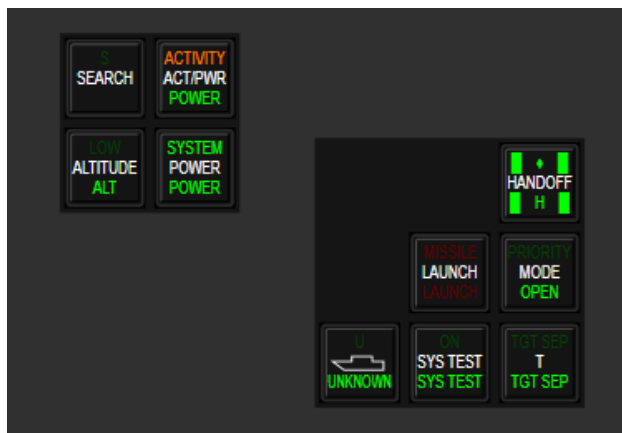 S
SEARCH
ACTIVITY
ACT/PWR
POWER
LOW
ALTITUDE
ALT
SYSTEM
POWER
POWER
HANDOFF
H
MISSILE
LAUNCH
LAUNCH
PRIORITY
MODE
OPEN
U
UNKNOWN
ON
SYS TEST
SYS TEST
TGT SEP
T
TGT SEP